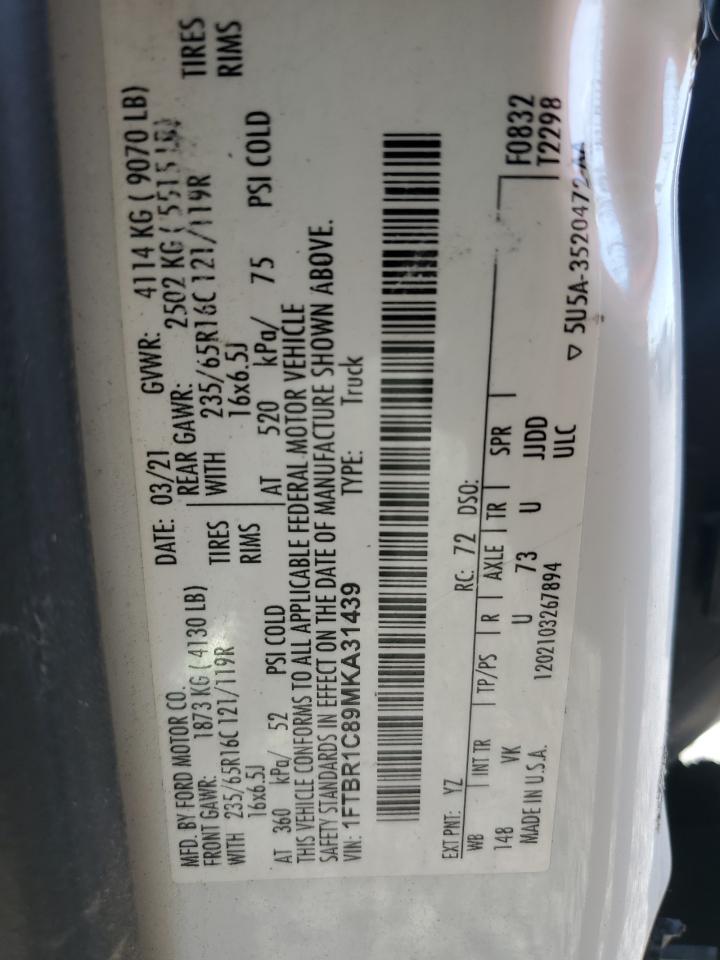 MFD. BY FORD MOTOR CO.
DATE: 03/21 GVWR: 4114 KG ( 9070 LB)
FRONT GAWR: 1873 KG ( 4130 LB) REAR GAWR: 2502 KG ( 5515 LB)
WITH 235/65R16C 121/119R TIRES WITH 235/65R16C 121/119R TIRES
16x6.5J RIMS 16x6.5J RIMS
AT 360 kPa/ 52 PSI COLD AT 520 kPa/ 75 PSI COLD
THIS VEHICLE CONFORMS TO ALL APPLICABLE FEDERAL MOTOR VEHICLE
SAFETY STANDARDS IN EFFECT ON THE DATE OF MANUFACTURE SHOWN ABOVE.
VIN: 1FTBR1C89MKA31439 TYPE: Truck
F0832
T2298
EXT PNT: YZ RC: 72 DSO:
WB INT TR TP/PS R AXLE TR SPR
148 VK U 73 U JJDD
MADE IN U.S.A. 1202103267894 ULC
▽ 5U5A-3520472-AA